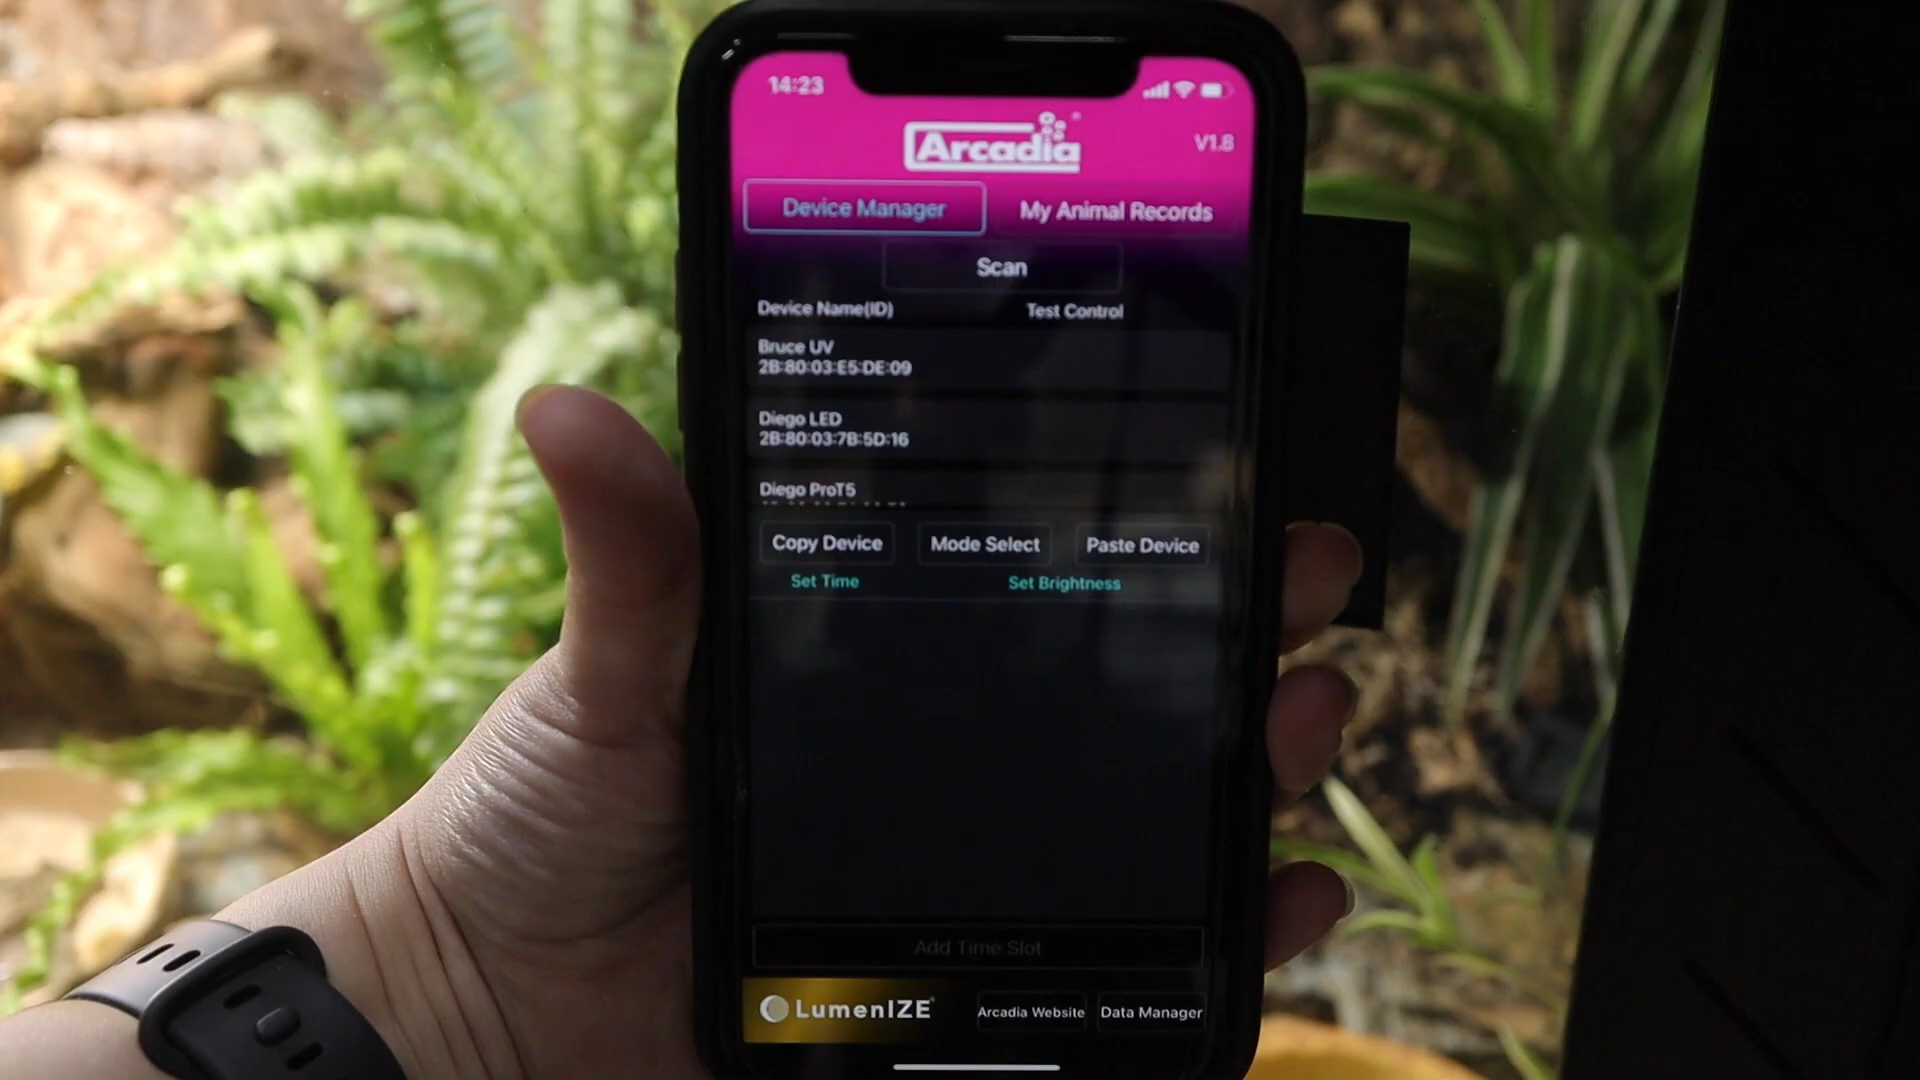 14:23
Arcadia
V1.8
Device Manager My Animal Records
Scan
Device Name(ID) Test Control
Bruce UV
2B:80:03:E5:DE:09
Diego LED
2B:80:03:7B:5D:16
Diego ProT5
Copy Device Mode Select Paste Device
Set Time Set Brightness
Add Time Slot
LumenIZE Arcadia Website Data Manager